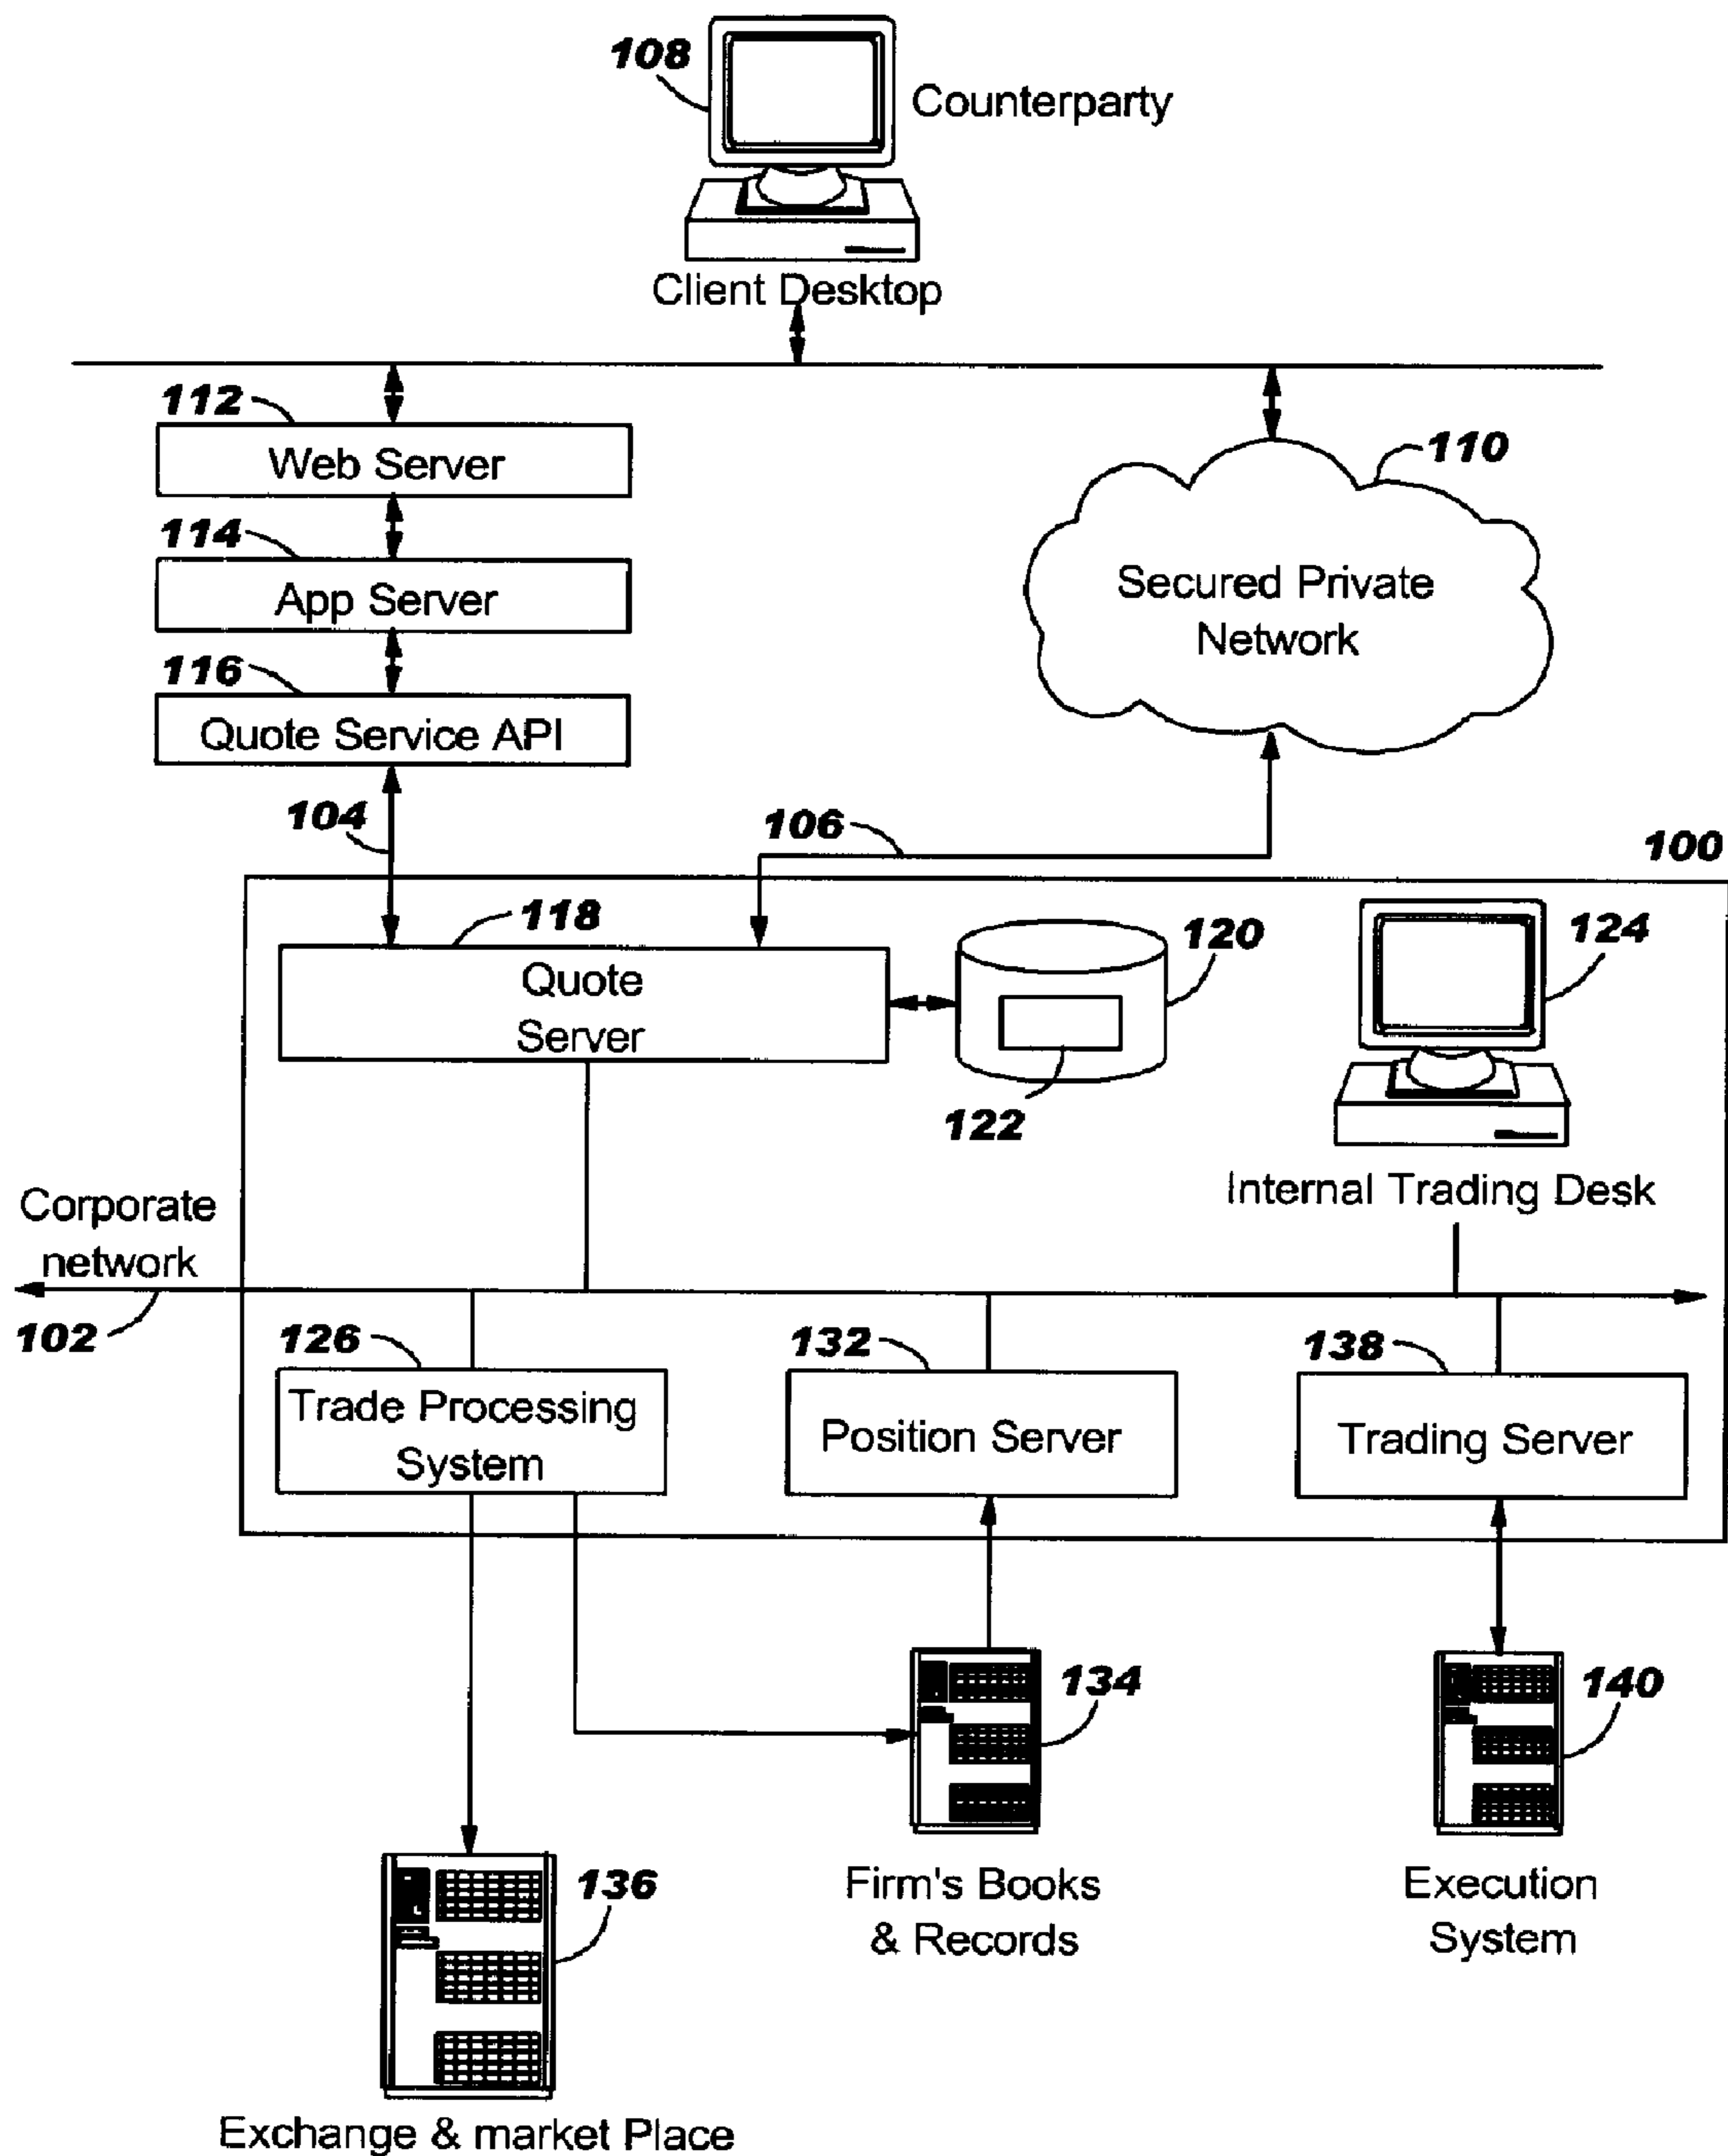 108
Counterparty
Client Desktop
112
Web Server
110
114
App Server
Secured Private
Network
116
Quote Service API
104
106
100
118
Quote
Server
120
124
122
Internal Trading Desk
Corporate
network
102
126
Trade Processing
System
132
Position Server
138
Trading Server
134
140
136
Firm's Books
& Records
Execution
System
Exchange & market Place